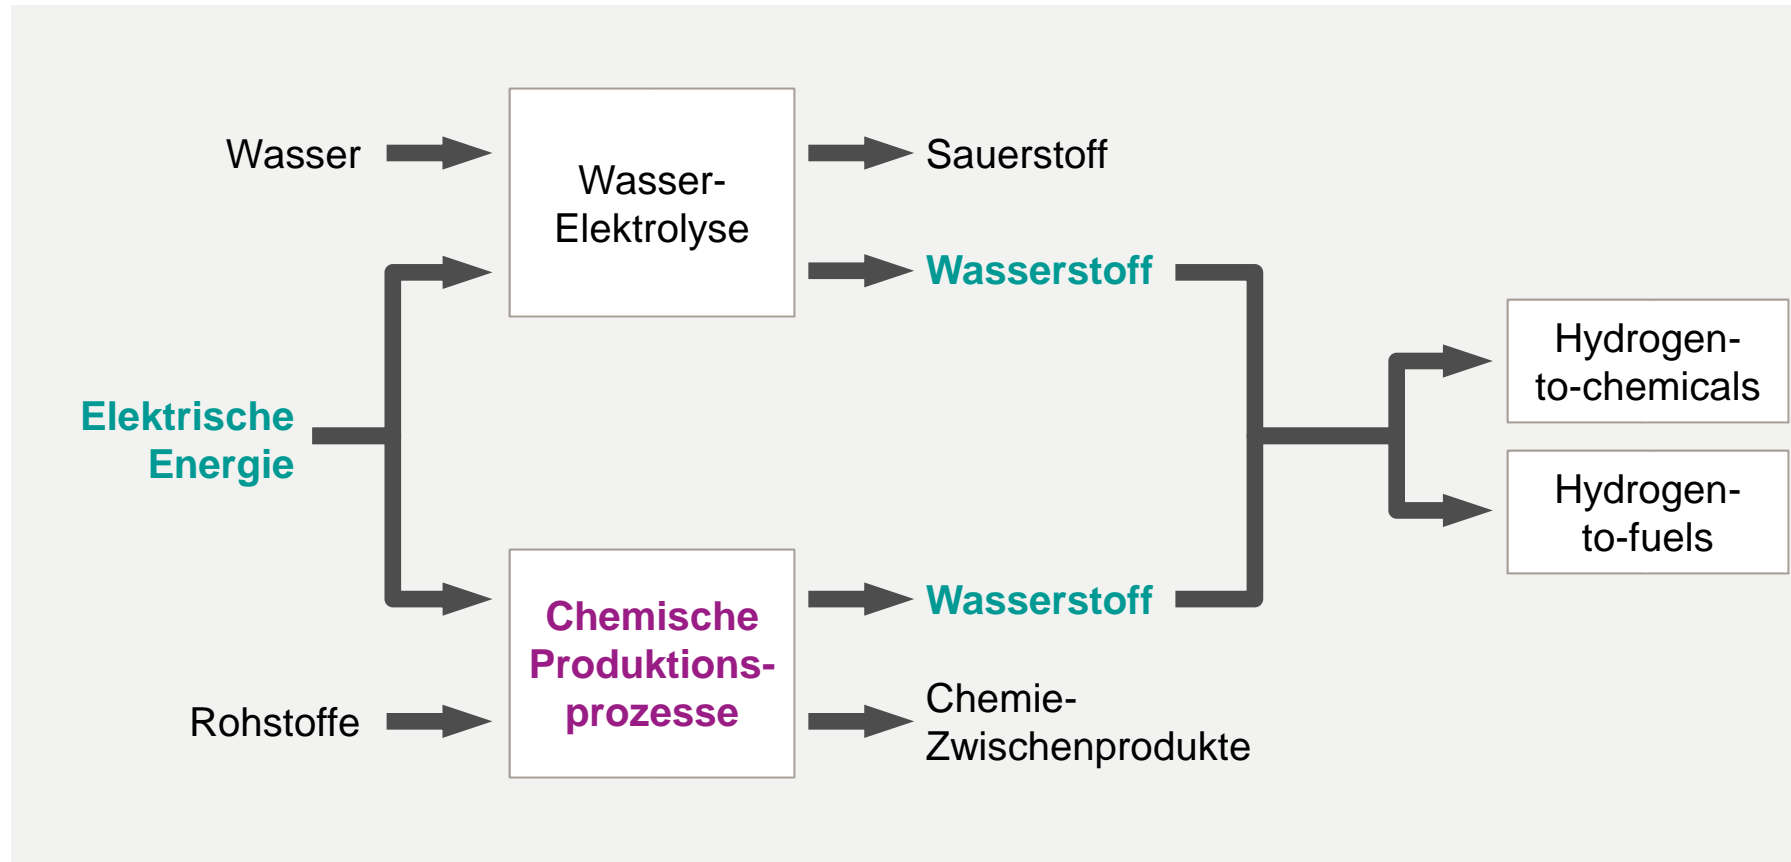 Wasser
Wasser-
Elektrolyse
Sauerstoff
Wasserstoff
Elektrische
Energie
Hydrogen-
to-chemicals
Hydrogen-
to-fuels
Chemische
Produktions-
prozesse
Wasserstoff
Rohstoffe
Chemie-
Zwischenprodukte